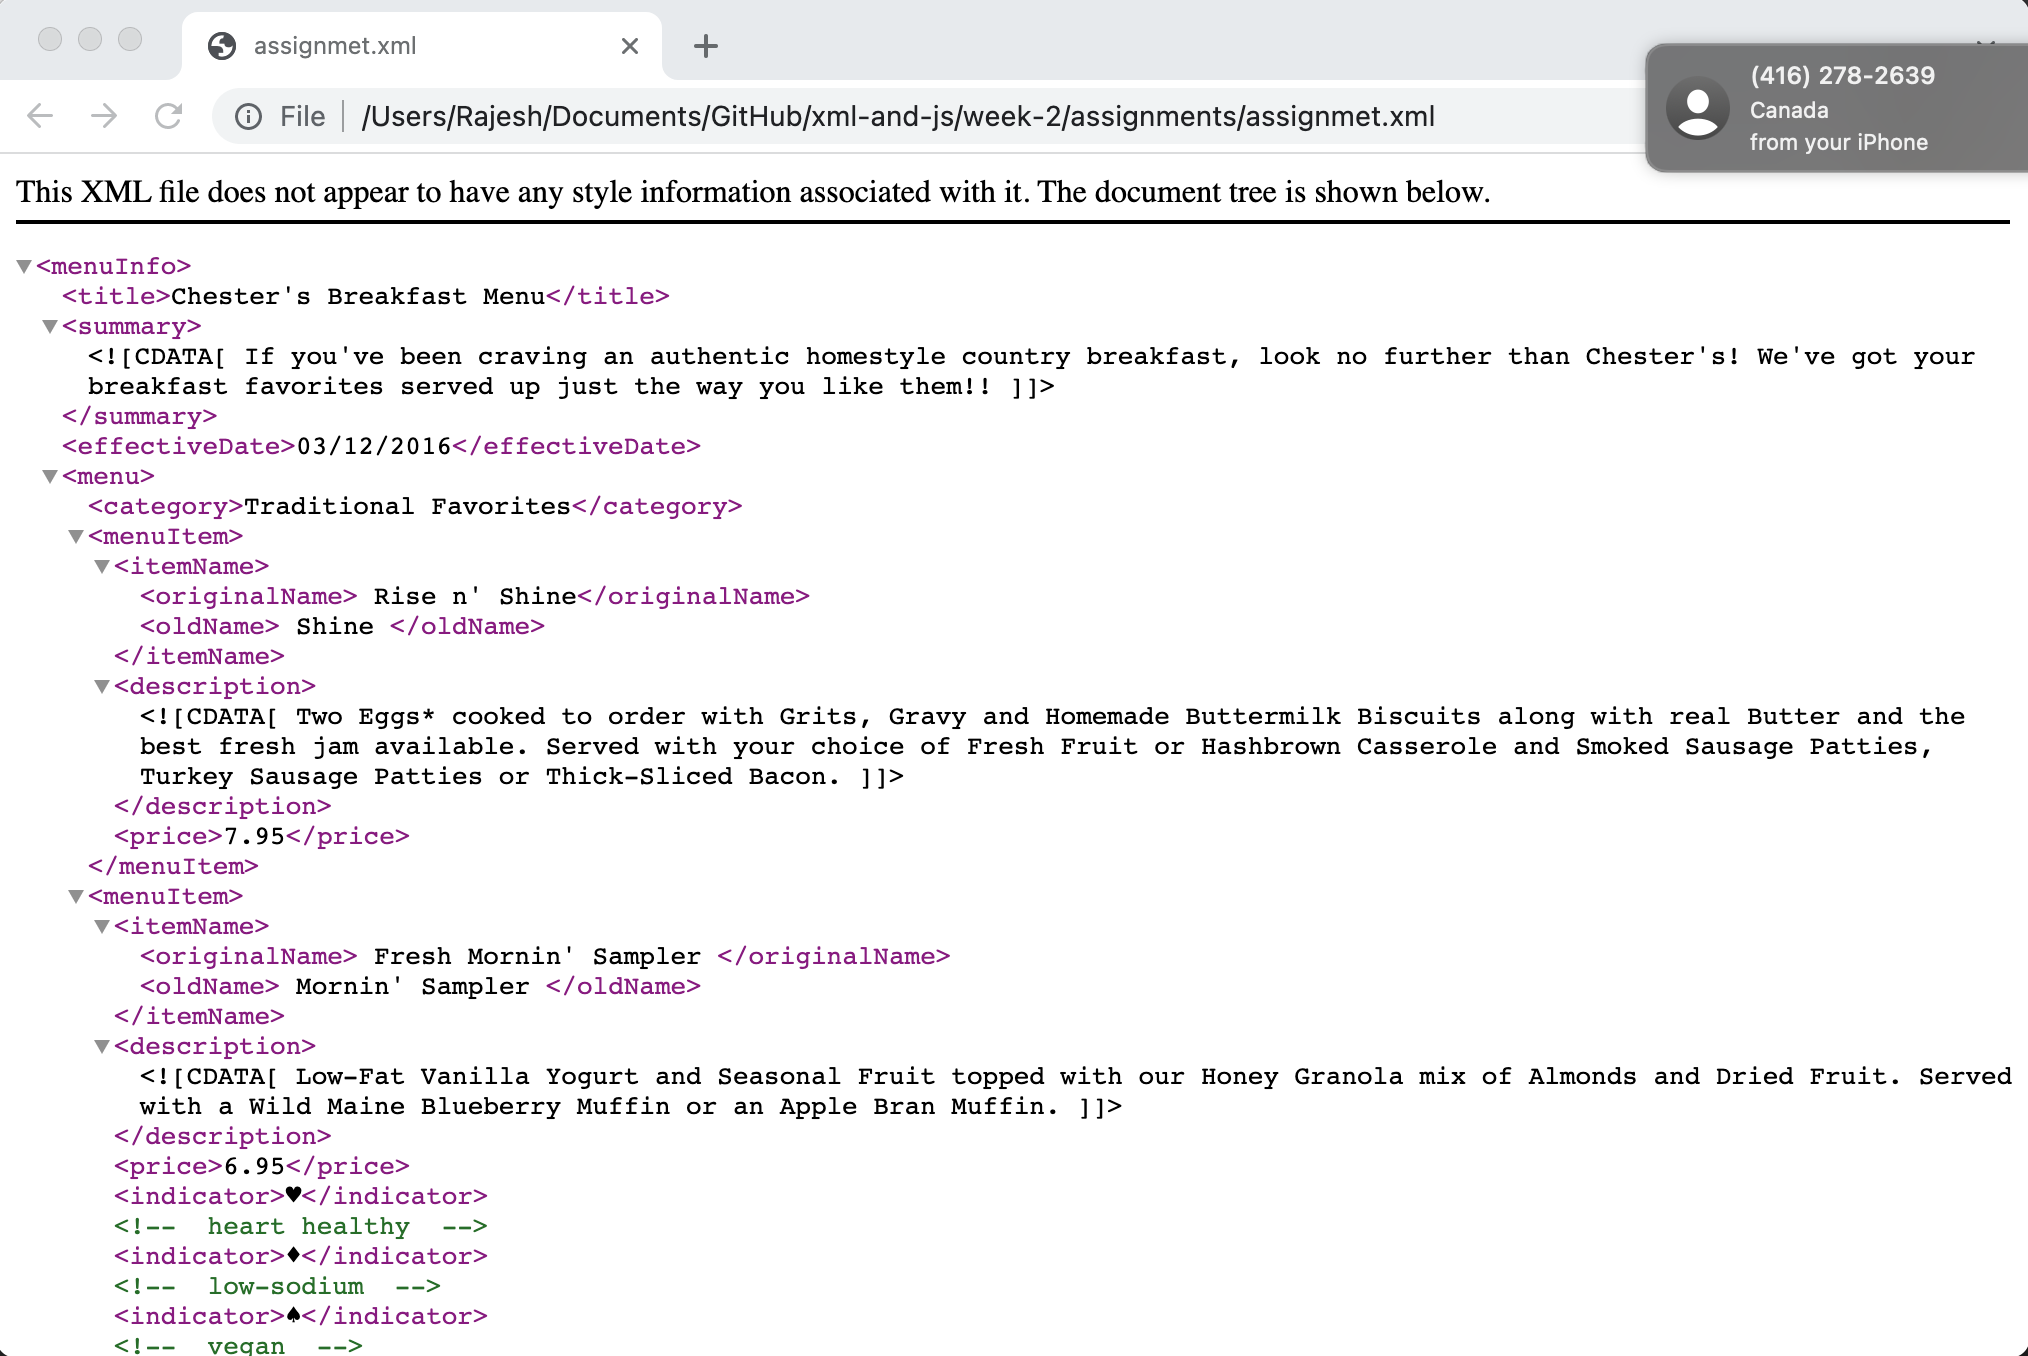 assignmet.xml
(416) 278-2639
Canada
from your iPhone
File /Users/Rajesh/Documents/GitHub/xml-and-js/week-2/assignments/assignmet.xml
This XML file does not appear to have any style information associated with it. The document tree is shown below.
<menuInfo>
<title>Chester's Breakfast Menu</title>
<summary>
<![CDATA[ If you've been craving an authentic homestyle country breakfast, look no further than Chester's! We've got your
breakfast favorites served up just the way you like them!! ]]>
</summary>
<effectiveDate>03/12/2016</effectiveDate>
<menu>
<category>Traditional Favorites</category>
<menuItem>
<itemName>
<originalName> Rise n' Shine</originalName>
<oldName> Shine </oldName>
</itemName>
<description>
<![CDATA[ Two Eggs* cooked to order with Grits, Gravy and Homemade Buttermilk Biscuits along with real Butter and the
best fresh jam available. Served with your choice of Fresh Fruit or Hashbrown Casserole and Smoked Sausage Patties,
Turkey Sausage Patties or Thick-Sliced Bacon. ]]>
</description>
<price>7.95</price>
</menuItem>
<menuItem>
<itemName>
<originalName> Fresh Mornin' Sampler </originalName>
<oldName> Mornin' Sampler </oldName>
</itemName>
<description>
<![CDATA[ Low-Fat Vanilla Yogurt and Seasonal Fruit topped with our Honey Granola mix of Almonds and Dried Fruit. Served
with a Wild Maine Blueberry Muffin or an Apple Bran Muffin. ]]>
</description>
<price>6.95</price>
<indicator>♥</indicator>
<!-- heart healthy -->
<indicator>♦</indicator>
<!-- low-sodium -->
<indicator>♠</indicator>
<!-- vegan -->